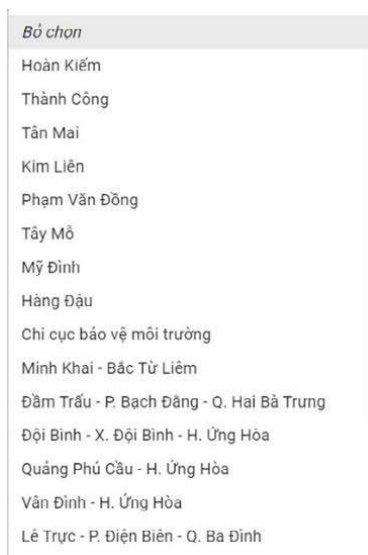 Bỏ chọn
Hoàn Kiếm
Thành Công
Tân Mai
Kim Liên
Phạm Văn Đồng
Tây Mỗ
Mỹ Đình
Hàng Đậu
Chi cục bảo vệ môi trường
Minh Khai - Bắc Từ Liêm
Đầm Trấu - P. Bạch Đằng - Q. Hai Bà Trưng
Đội Bình - X. Đội Bình - H. Ứng Hòa
Quảng Phú Cầu - H. Ứng Hòa
Vân Đình - H. Ứng Hòa
Lê Trực - P. Điện Biên - Q. Ba Đình